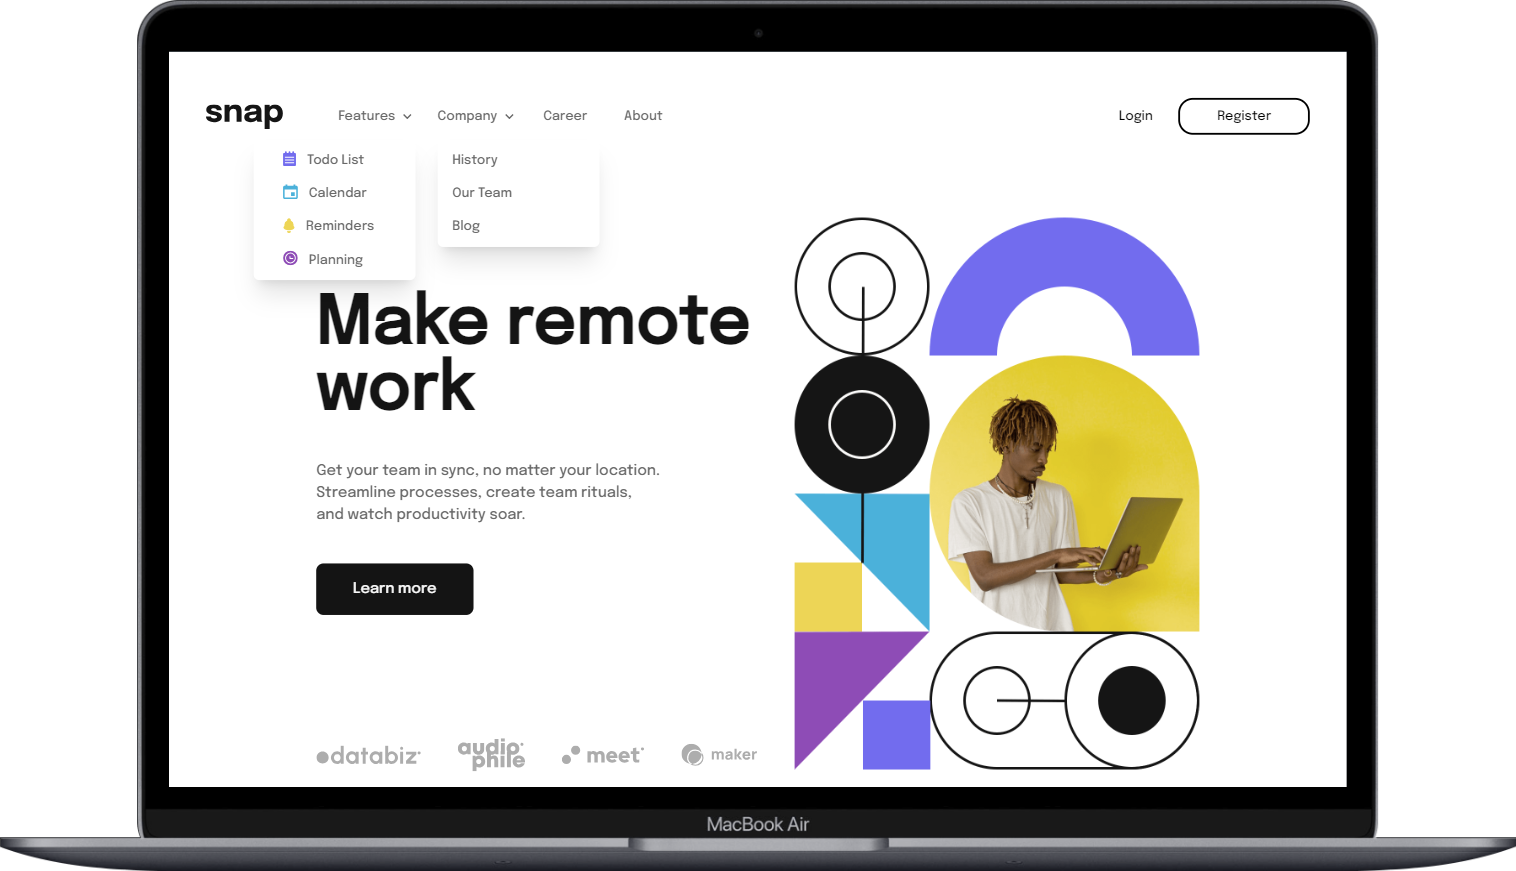 snap
Features
Company
Career
About
Login
Register
Todo List
Calendar
Reminders
Planning
History
Our Team
Blog
Make remote
work
Get your team in sync, no matter your location.
Streamline processes, create team rituals,
and watch productivity soar.
Learn more
databiz
audio
phile
meet
maker
MacBook Air